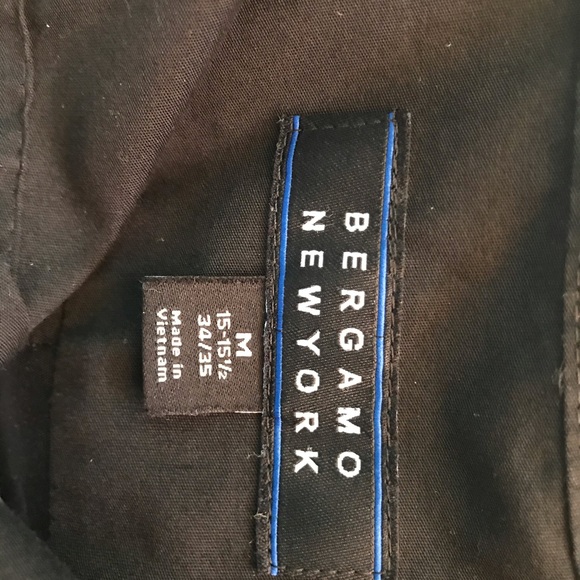 BERGAMO
NEW YORK
M
15-15½
34/35
Made in
Vietnam